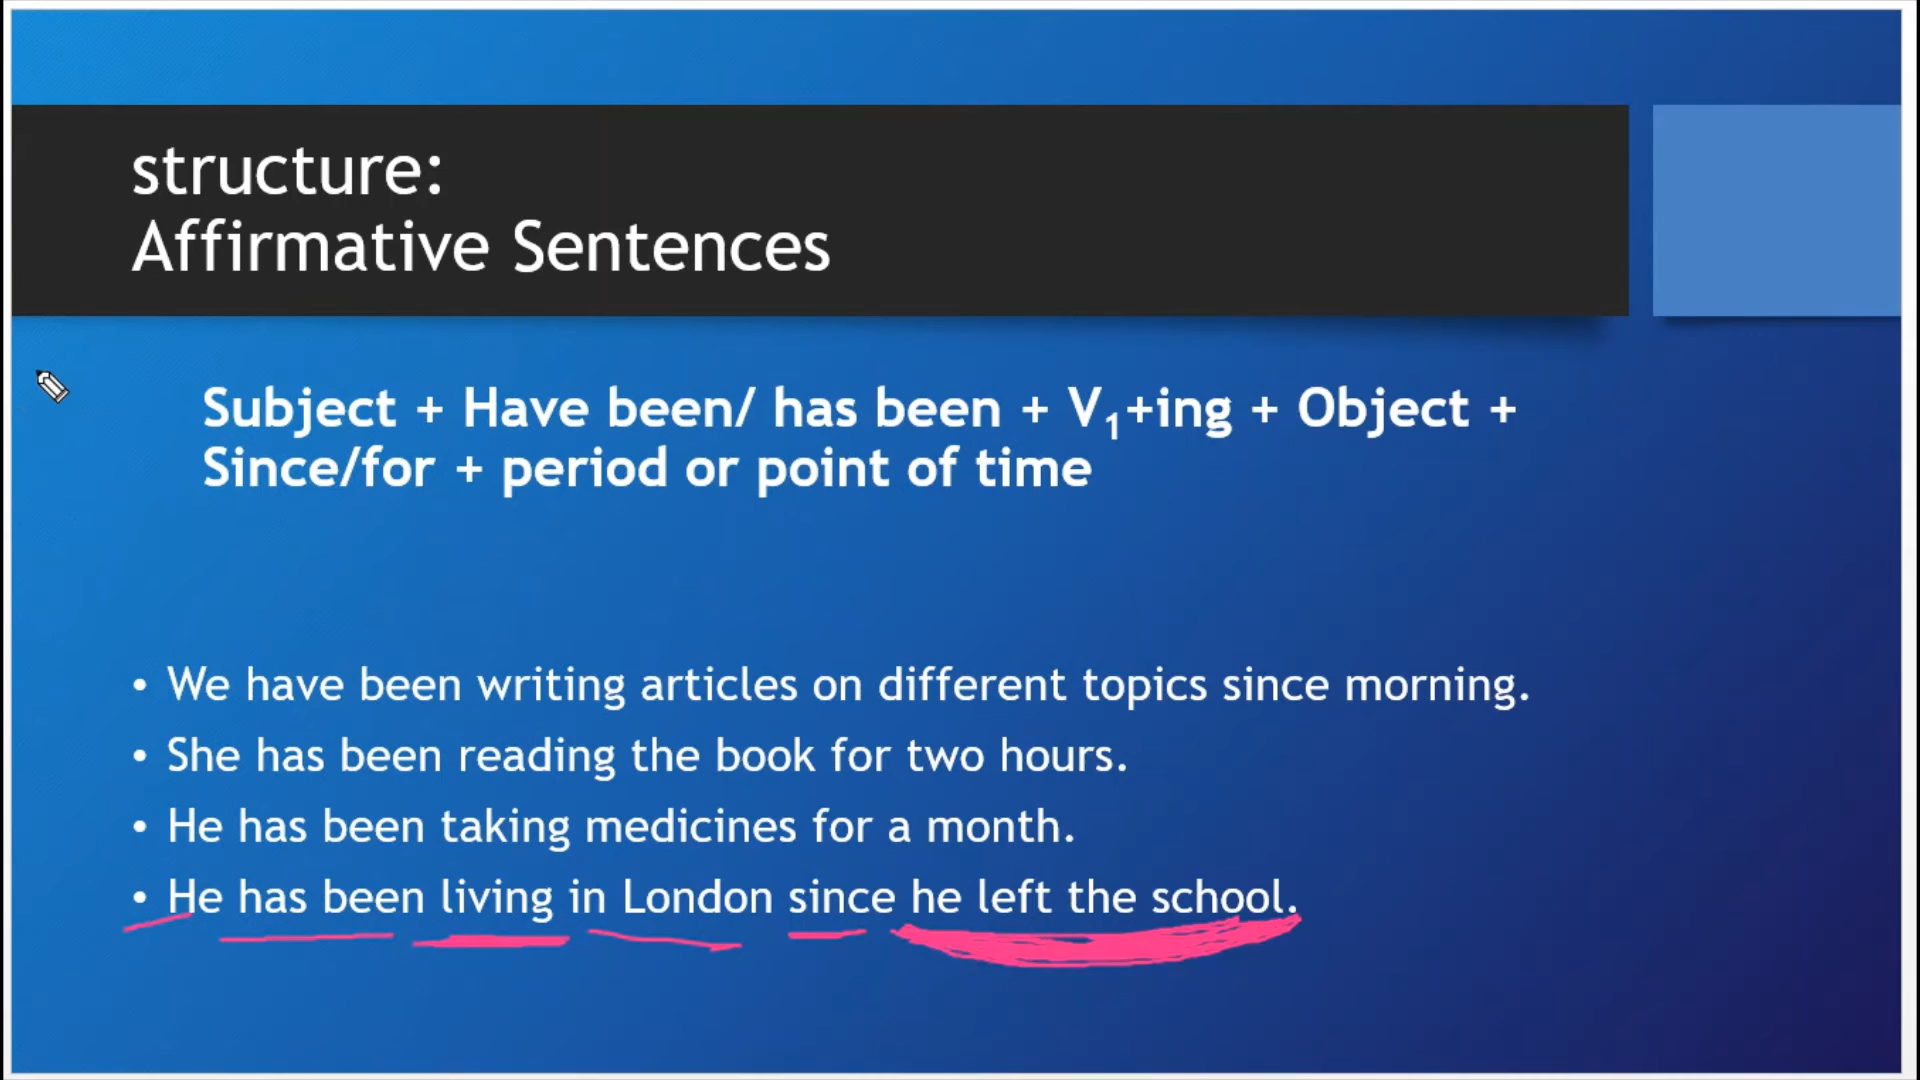 structure:
Affirmative Sentences
Subject + Have been/ has been + V₁+ing + Object +
Since/for + period or point of time
• We have been writing articles on different topics since morning.
• She has been reading the book for two hours.
• He has been taking medicines for a month.
• He has been living in London since he left the school.